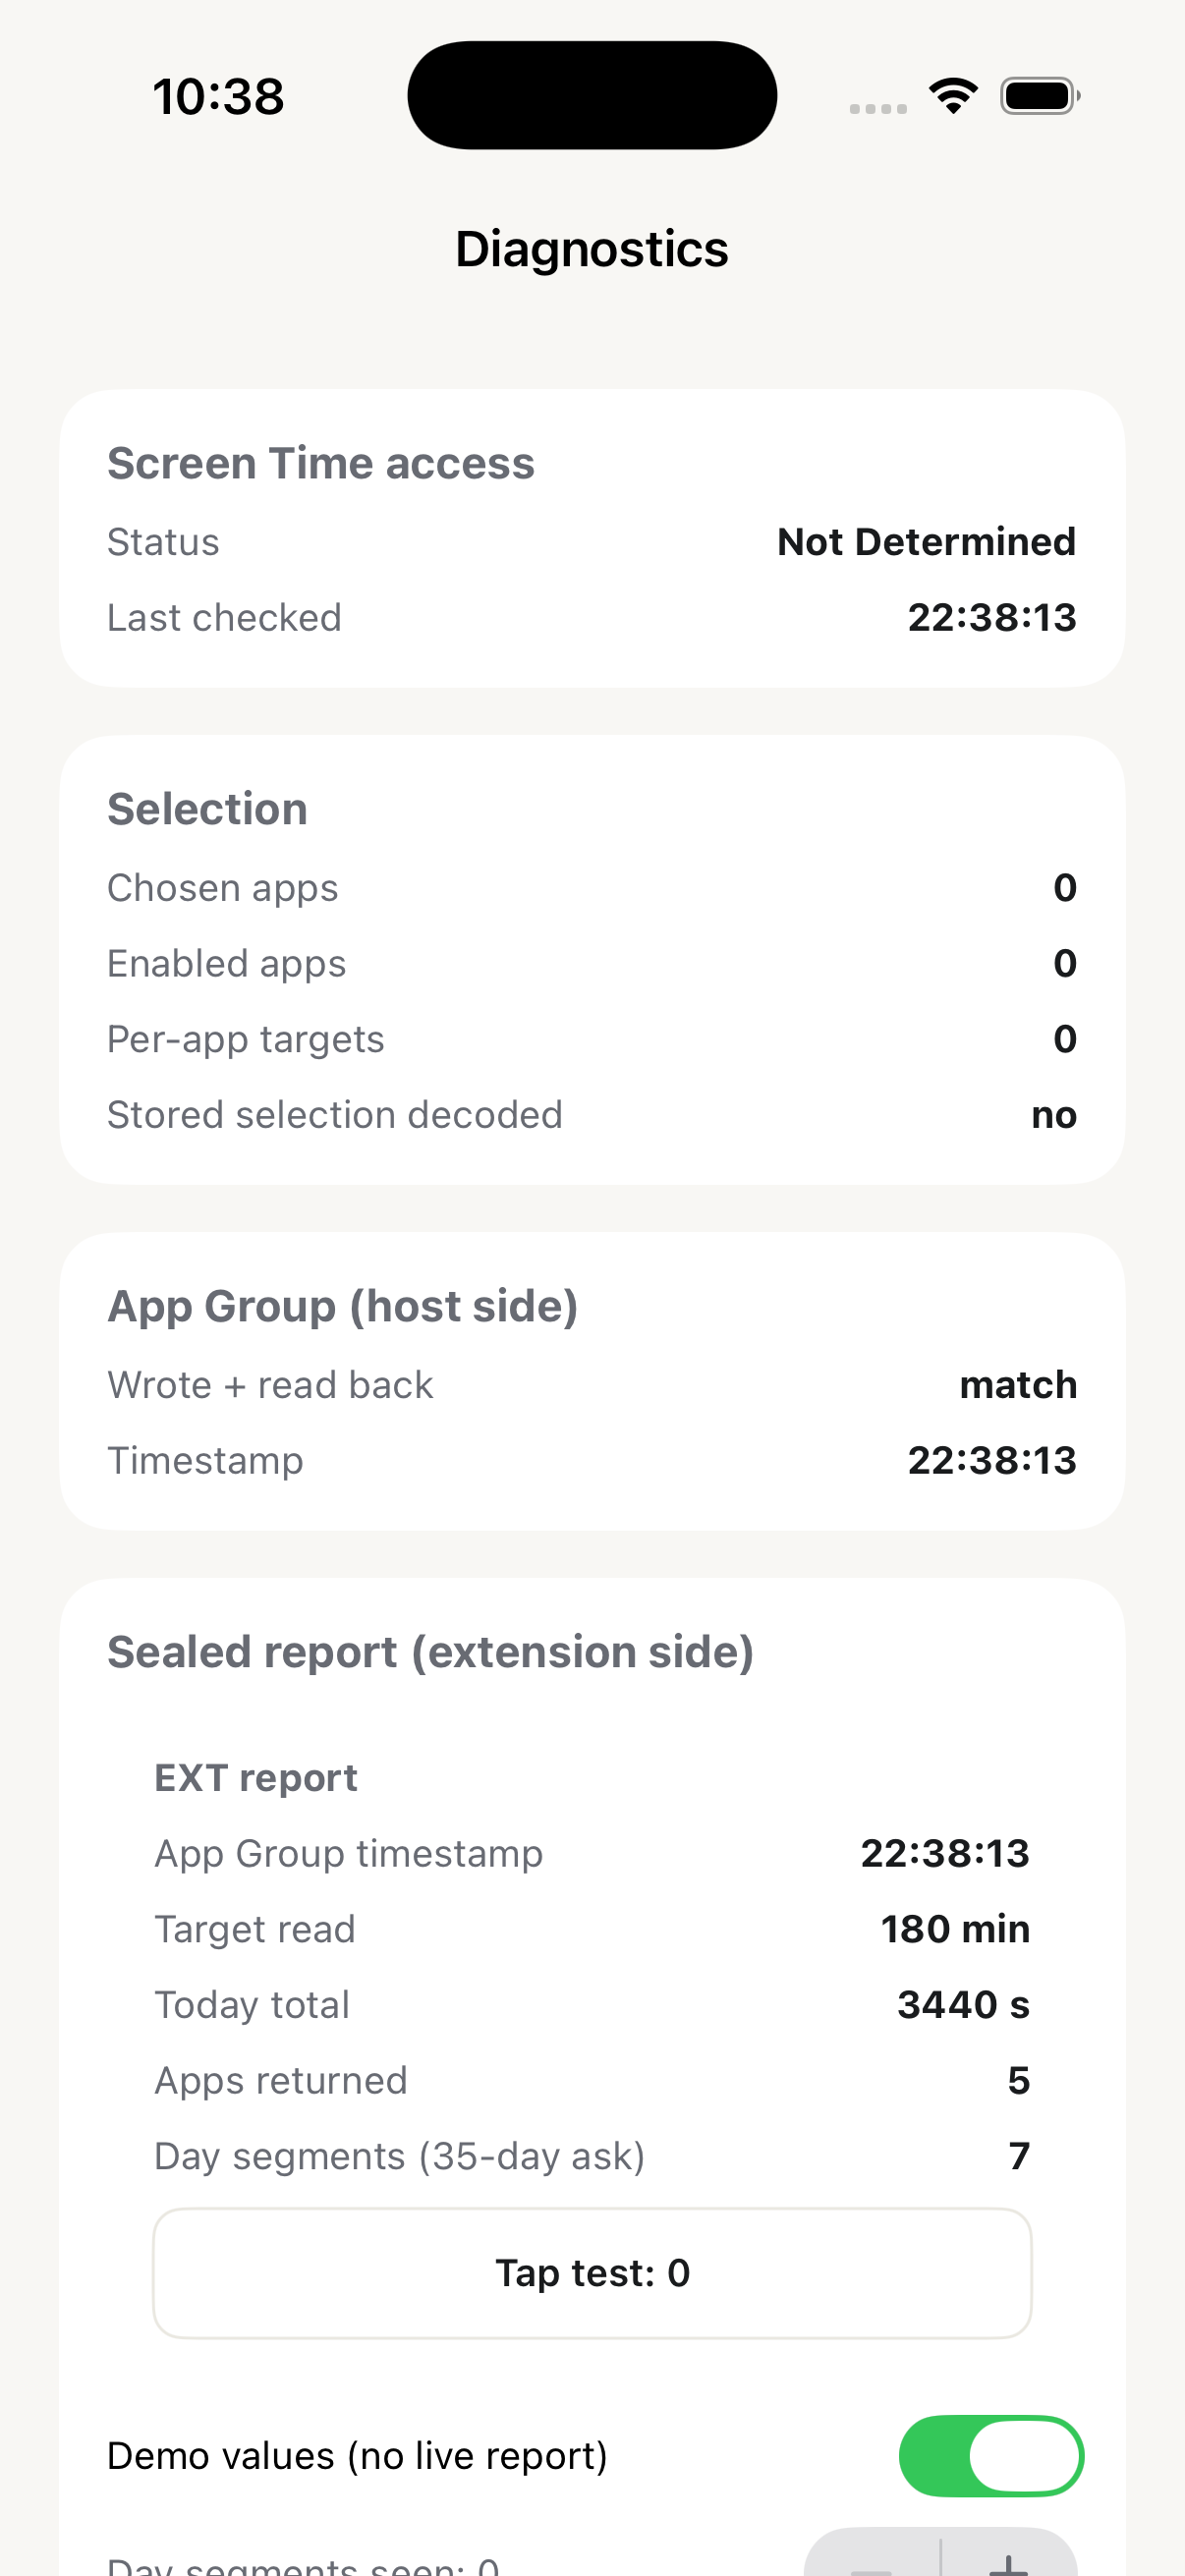 10:38
Diagnostics
Screen Time access
Status Not Determined
Last checked 22:38:13
Selection
Chosen apps 0
Enabled apps 0
Per-app targets 0
Stored selection decoded no
App Group (host side)
Wrote + read back match
Timestamp 22:38:13
Sealed report (extension side)
EXT report
App Group timestamp 22:38:13
Target read 180 min
Today total 3440 s
Apps returned 5
Day segments (35-day ask) 7
Tap test: 0
Demo values (no live report)
Day segments seen: 0